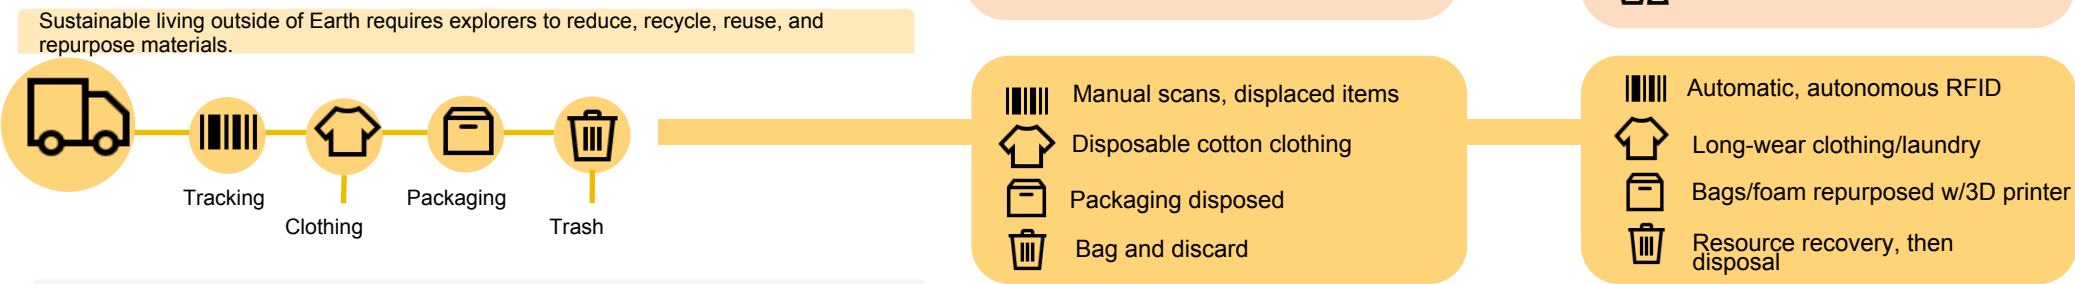 Sustainable living outside of Earth requires explorers to reduce, recycle, reuse, and
repurpose materials.
Tracking
Clothing
Packaging
Trash
Manual scans, displaced items
Disposable cotton clothing
Packaging disposed
Bag and discard
Automatic, autonomous RFID
Long-wear clothing/laundry
Bags/foam repurposed w/3D printer
Resource recovery, then
disposal